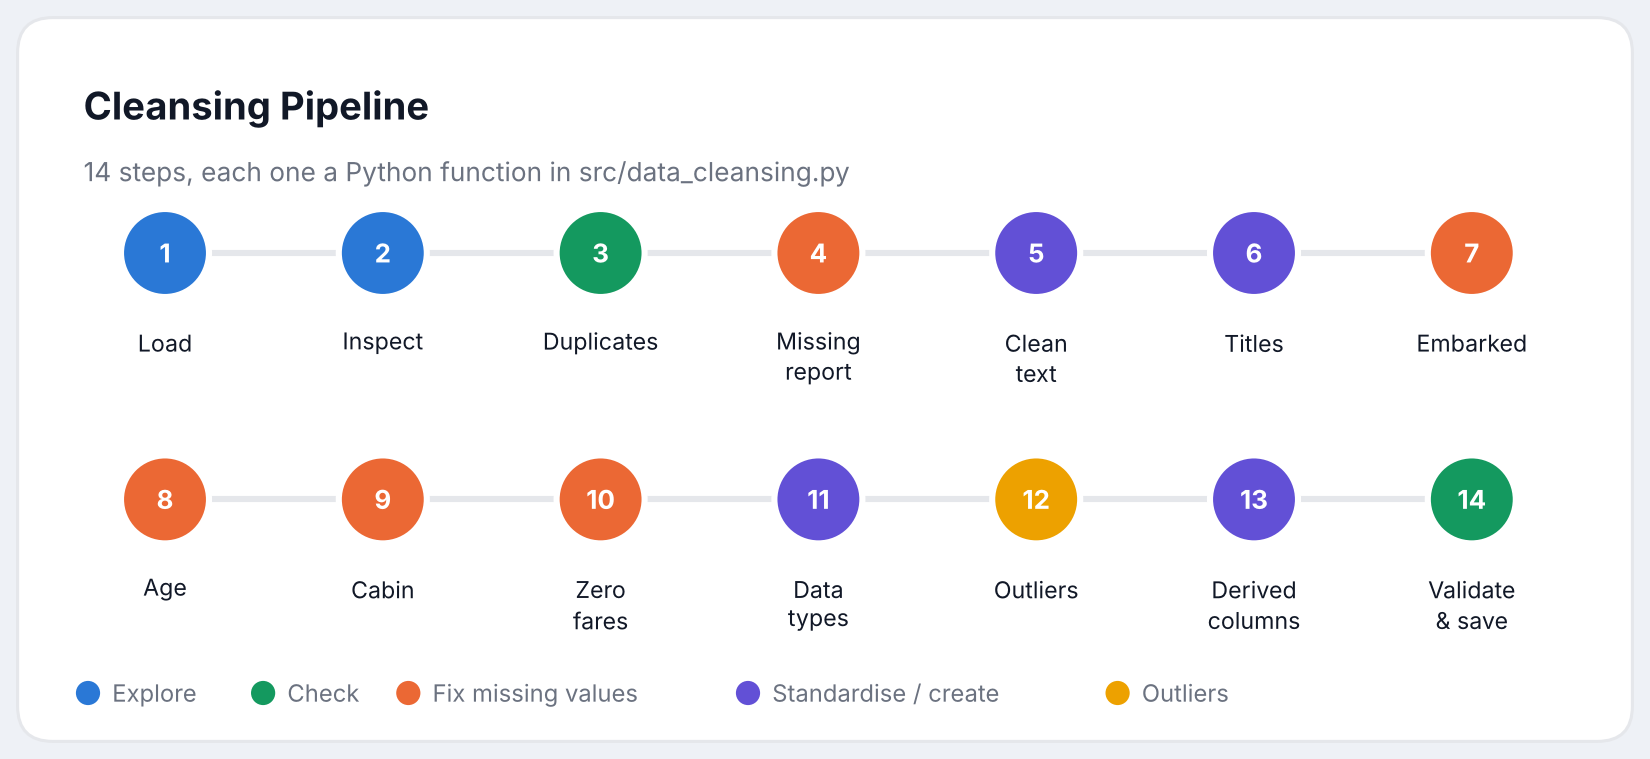 Cleansing Pipeline
14 steps, each one a Python function in src/data_cleansing.py
1 2 3 4 5 6 7
Load Inspect Duplicates Missing report Clean text Titles Embarked
8 9 10 11 12 13 14
Age Cabin Zero fares Data types Outliers Derived columns Validate & save
Explore Check Fix missing values Standardise / create Outliers